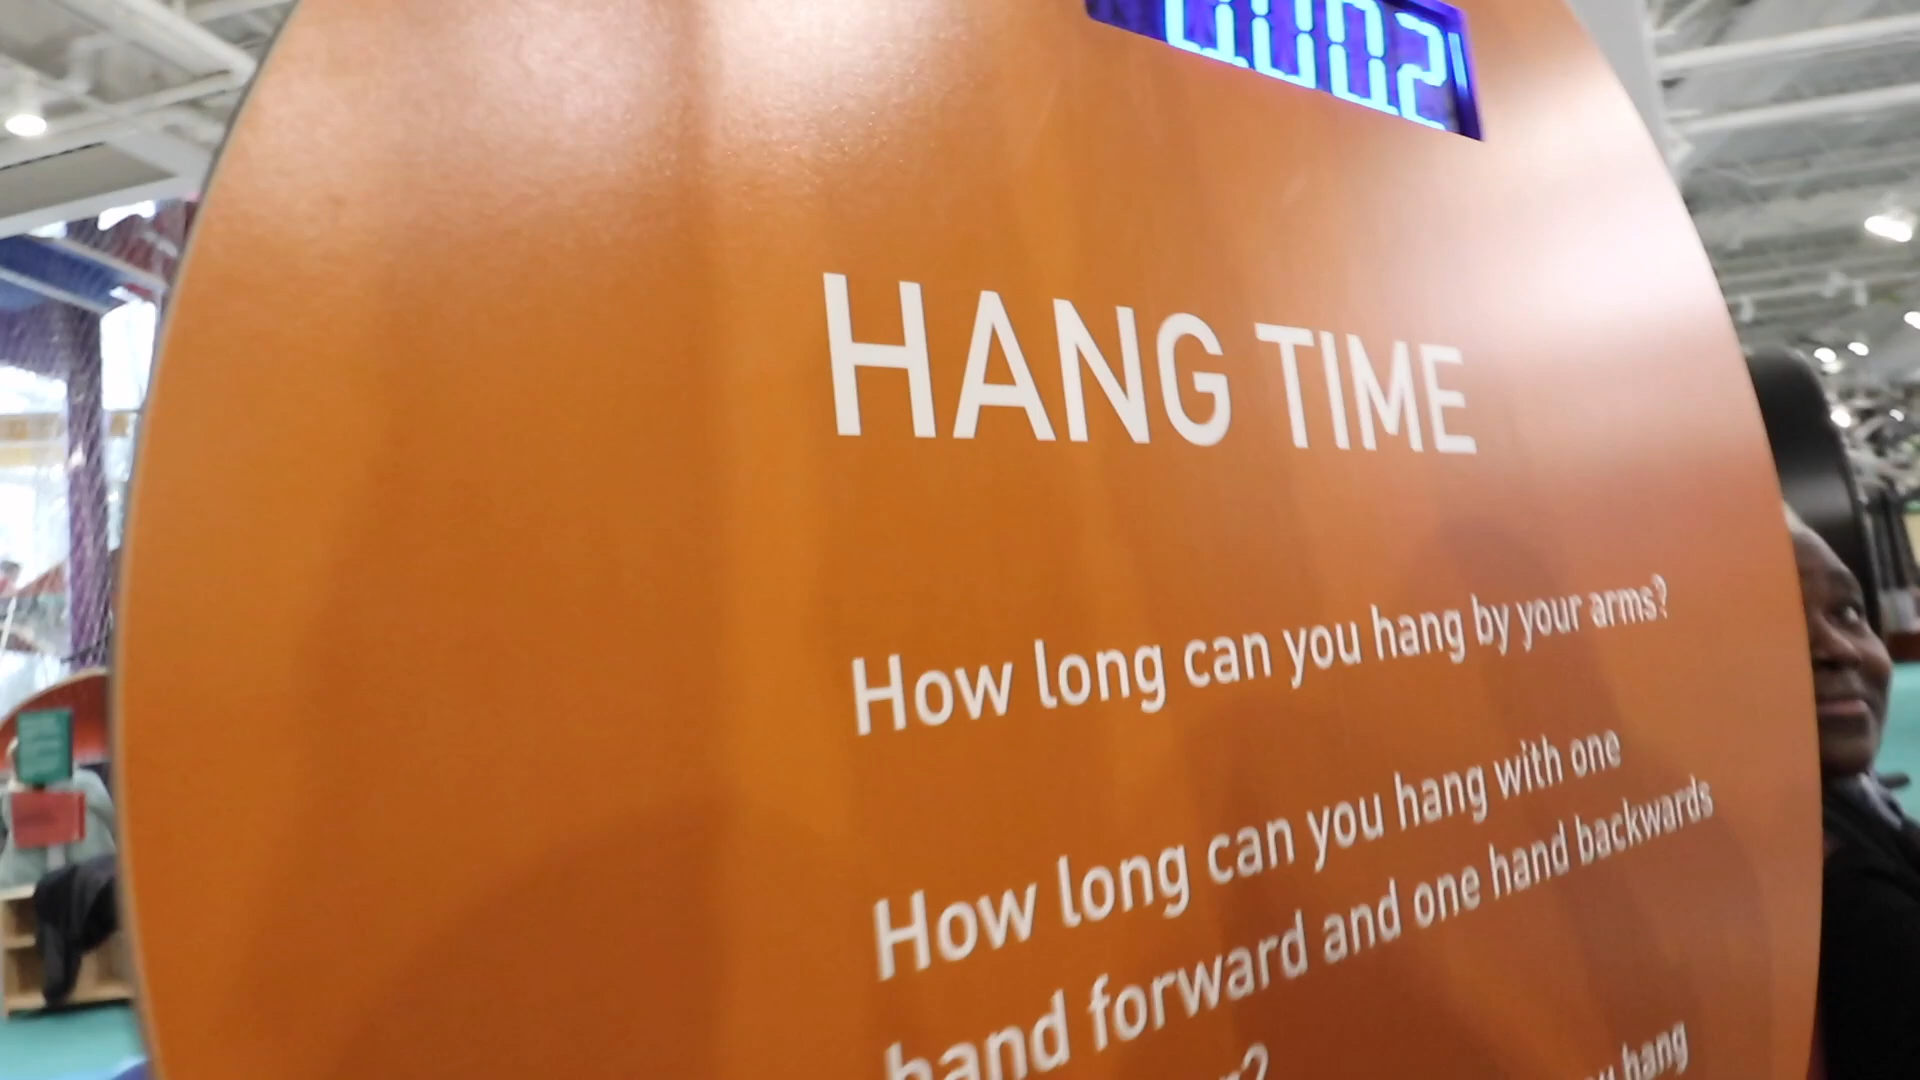 HANG TIME
How long can you hang by your arms?
How long can you hang with one
hand forward and one hand backwards
hang